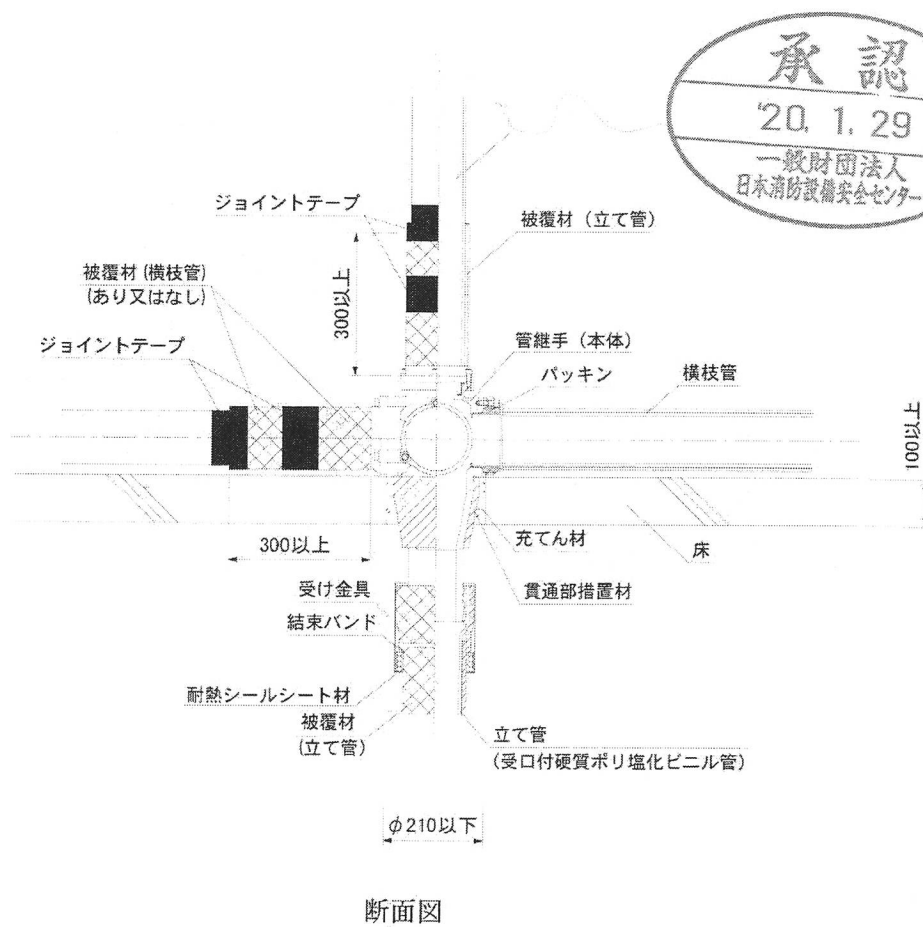 承認
'20.1.29
一般財団法人
日本消防設備安全センター
ジョイントテープ
被覆材（立て管）
被覆材(横枝管)
(あり又はなし)
300以上
ジョイントテープ
管継手（本体）
パッキン
横枝管
100以上
300以上
充てん材
床
受け金具
貫通部措置材
結束バンド
耐熱シールシート材
被覆材
(立て管)
立て管
(受口付硬質ポリ塩化ビニル管)
φ210以下
断面図